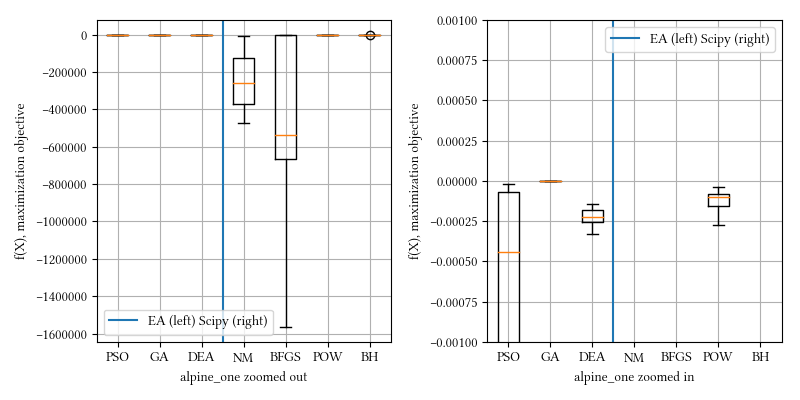 f(X), maximization objective
0
−200000
−400000
−600000
−800000
−1000000
−1200000
−1400000
−1600000
EA (left) Scipy (right)
PSO GA DEA NM BFGS POW BH
alpine_one zoomed out
f(X), maximization objective
0.00100
0.00075
0.00050
0.00025
0.00000
−0.00025
−0.00050
−0.00075
−0.00100
EA (left) Scipy (right)
PSO GA DEA NM BFGS POW BH
alpine_one zoomed in